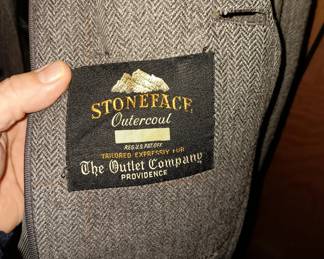 STONEFACE
Outercoat
REG.U.S.PAT.OFF.
TAILORED EXPRESSLY FOR
The Outlet Company
PROVIDENCE